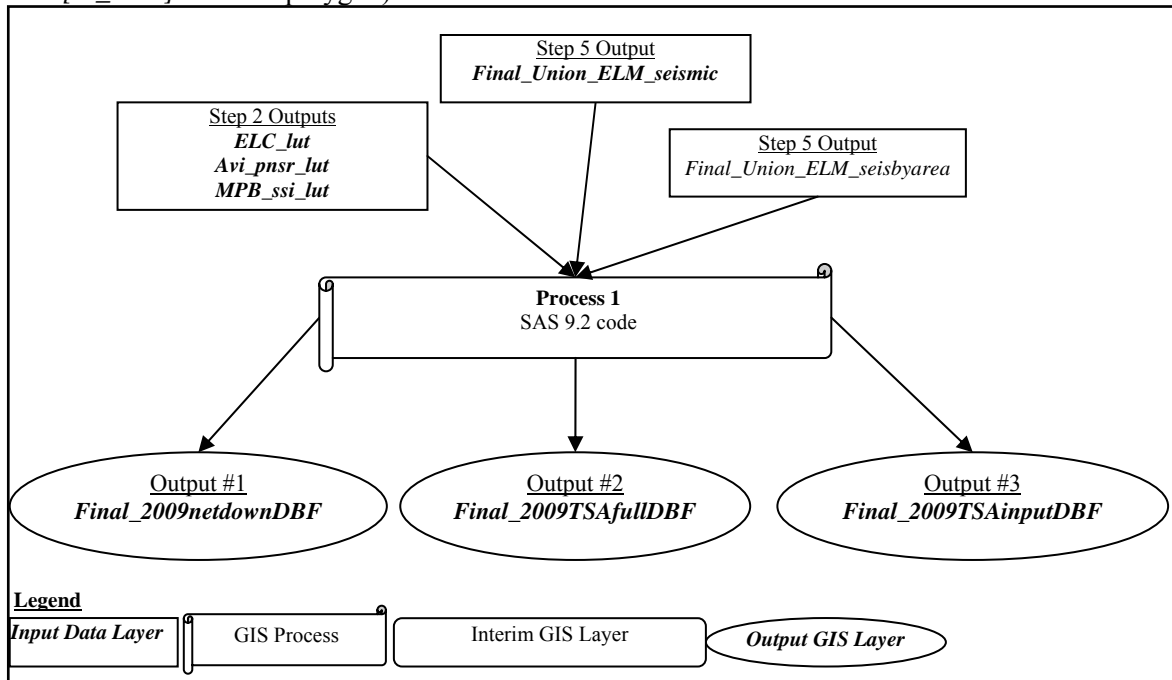 Step 5 Output
Final_Union_ELM_seismic
Step 2 Outputs
ELC_lut
Avi_pnsr_lut
MPB_ssi_lut
Step 5 Output
Final_Union_ELM_seisbyarea
Process 1
SAS 9.2 code
Output #1
Final_2009netdownDBF
Output #2
Final_2009TSAfullDBF
Output #3
Final_2009TSAinputDBF
Legend
Input Data Layer
GIS Process
Interim GIS Layer
Output GIS Layer